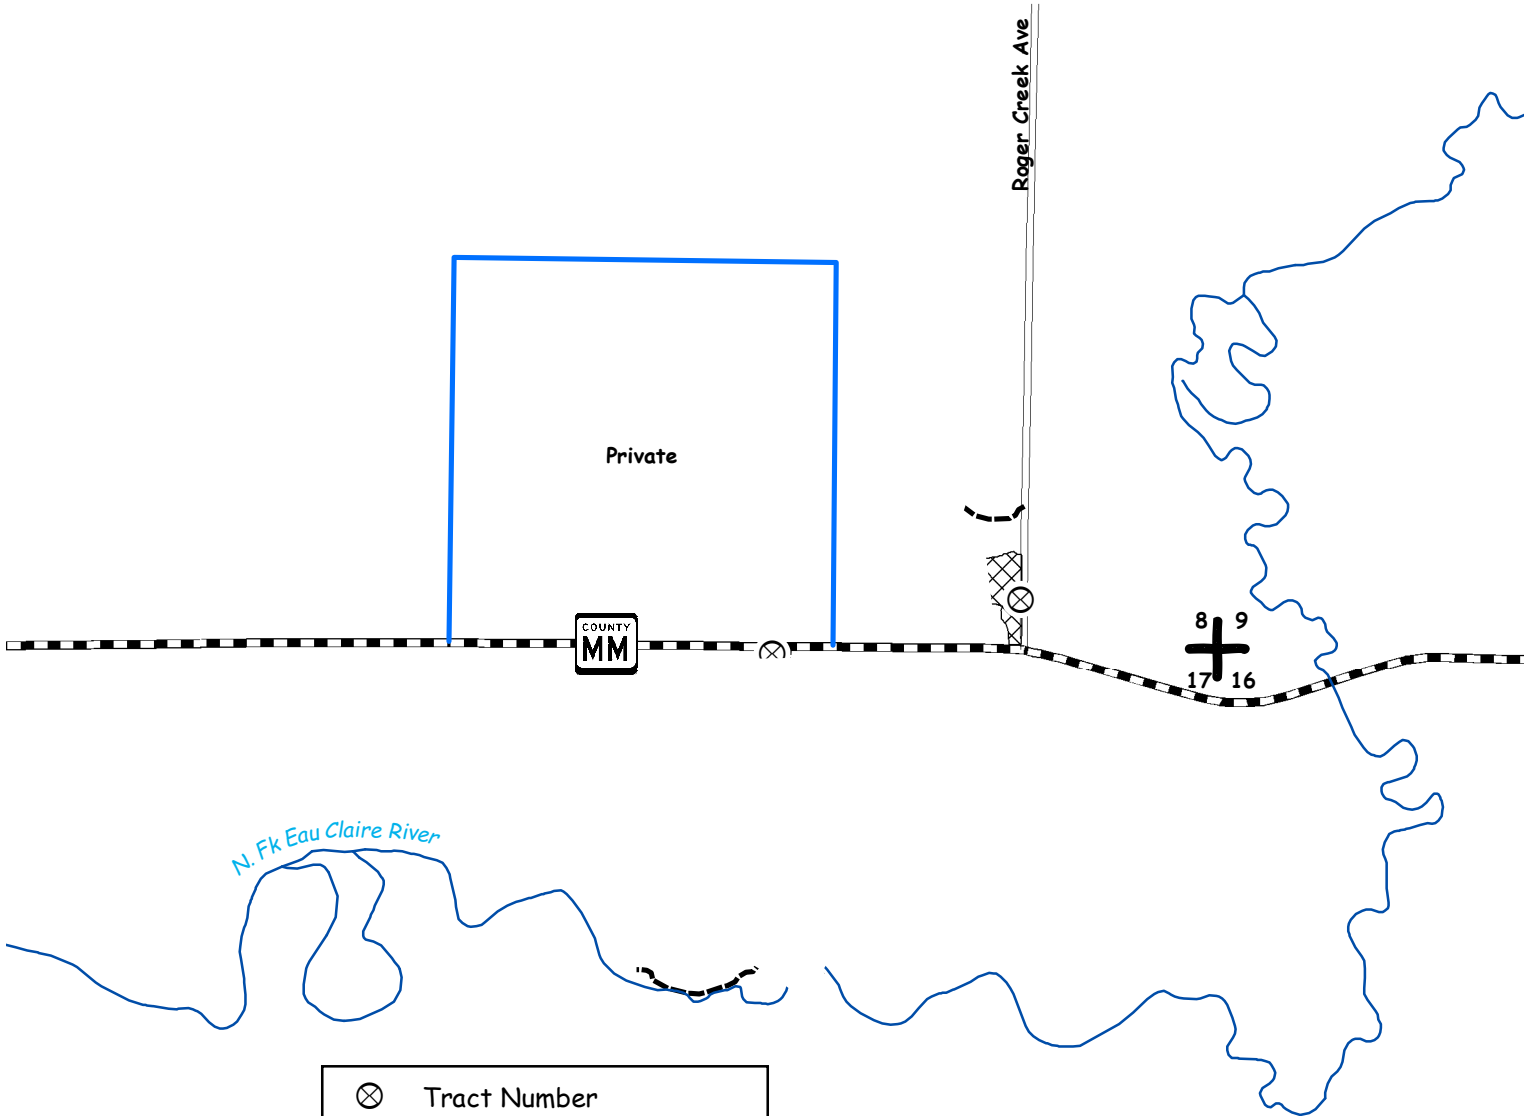 Roger Creek Ave
Private
COUNTY
MM
8 9
17 16
N. Fk Eau Claire River
Tract Number